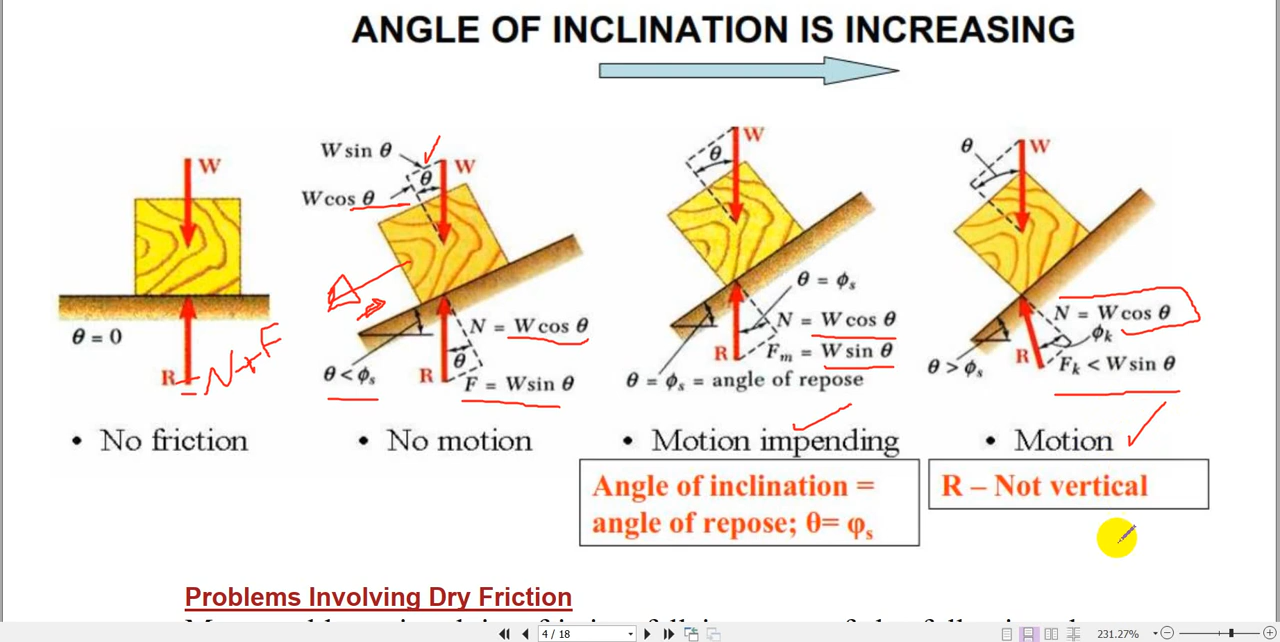 ANGLE OF INCLINATION IS INCREASING
W
θ = 0
R = N+F
• No friction
W sin θ
W
θ
W cos θ
N = W cos θ
θ
θ < ϕs
R
F = W sin θ
• No motion
W
θ
θ = ϕs
N = W cos θ
R
Fm = W sin θ
θ = ϕs = angle of repose
• Motion impending
Angle of inclination =
angle of repose; θ= φs
θ
W
N = W cos θ
ϕk
R
θ > ϕs
Fk < W sin θ
• Motion
R – Not vertical
Problems Involving Dry Friction
4 / 18
231.27%